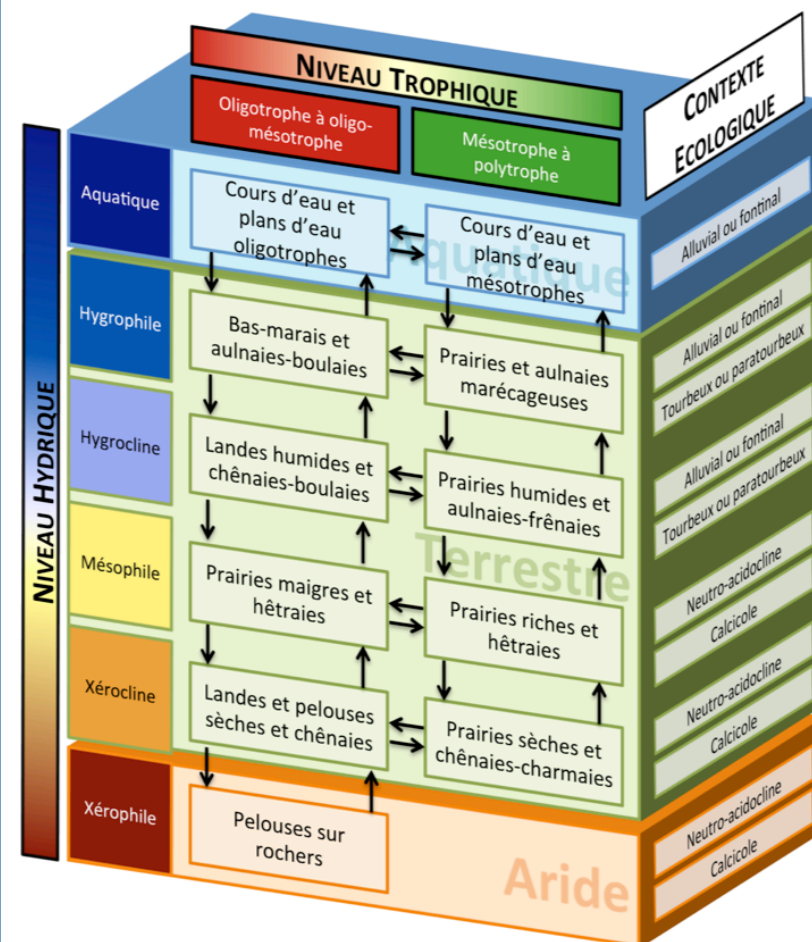 NIVEAU TROPHIQUE
CONTEXTE
ECOLOGIQUE
Oligotrophe à oligo-
mésotrophe
Mésotrophe à
polytrophe
NIVEAU HYDRIQUE
Aquatique
Cours d'eau et
plans d'eau
oligotrophes
Cours d'eau et
plans d'eau
mésotrophes
Aquatique
Alluvial ou fontinal
Hygrophile
Bas-marais et
aulnaies-boulaies
Prairies et aulnaies
marécageuses
Alluvial ou fontinal
Tourbeux ou paratourbeux
Hygrocline
Landes humides et
chênaies-boulaies
Prairies humides et
aulnaies-frênaies
Alluvial ou fontinal
Tourbeux ou paratourbeux
Terrestre
Mésophile
Prairies maigres et
hêtraies
Prairies riches et
hêtraies
Neutro-acidocline
Calcicole
Xérocline
Landes et pelouses
sèches et chênaies
Prairies sèches et
chênaies-charmaies
Neutro-acidocline
Calcicole
Xérophile
Pelouses sur
rochers
Aride
Neutro-acidocline
Calcicole